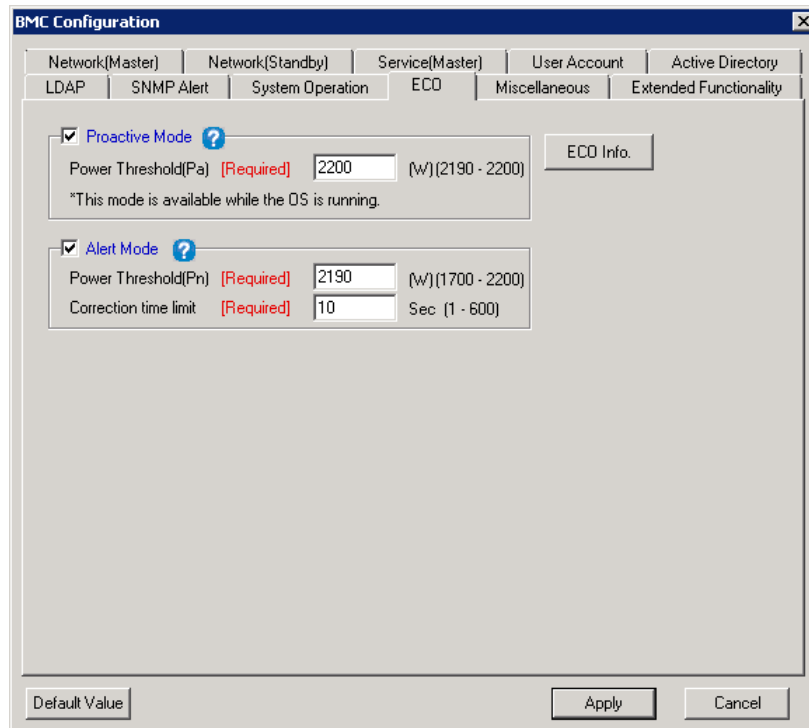 BMC Configuration
Network(Master) Network(Standby) Service(Master) User Account Active Directory
LDAP SNMP Alert System Operation ECO Miscellaneous Extended Functionality
Proactive Mode ?
ECO Info.
Power Threshold(Pa) [Required] 2200 (W)(2190 - 2200)
*This mode is available while the OS is running.
Alert Mode ?
Power Threshold(Pn) [Required] 2190 (W)(1700 - 2200)
Correction time limit [Required] 10 Sec (1 - 600)
Default Value Apply Cancel